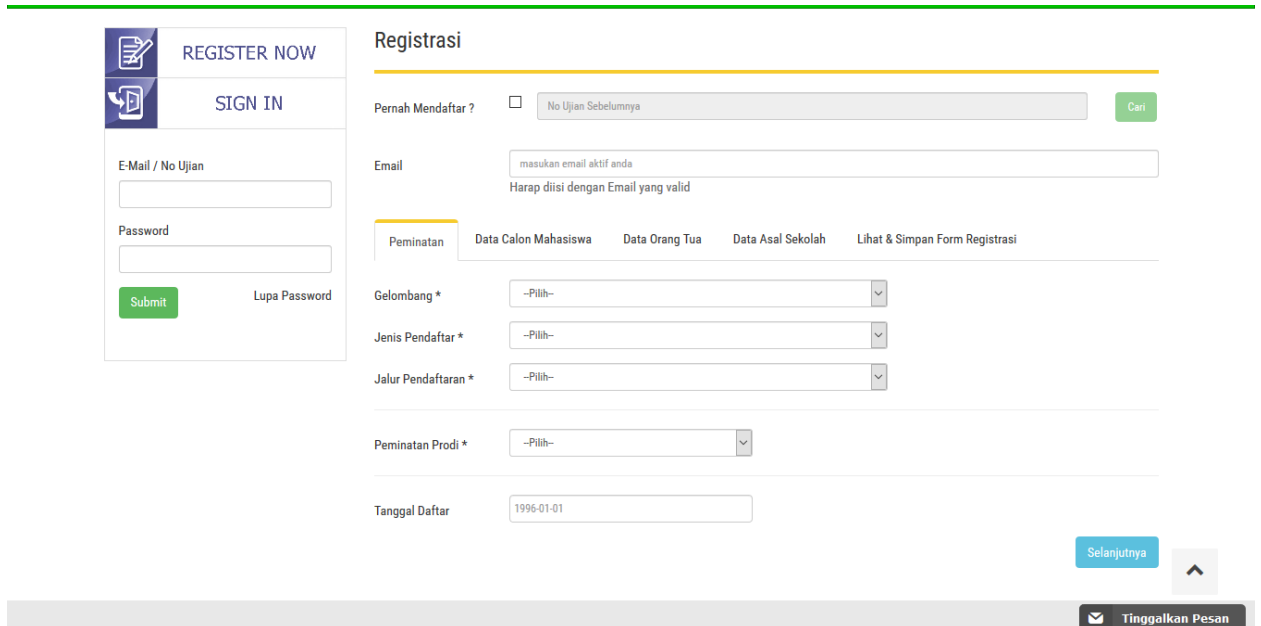 REGISTER NOW
SIGN IN
E-Mail / No Ujian
Password
Submit
Lupa Password
Registrasi
Pernah Mendaftar ?
No Ujian Sebelumnya
Cari
Email
masukan email aktif anda
Harap diisi dengan Email yang valid
Peminatan
Data Calon Mahasiswa
Data Orang Tua
Data Asal Sekolah
Lihat & Simpan Form Registrasi
Gelombang *
--Pilih--
Jenis Pendaftar *
--Pilih--
Jalur Pendaftaran *
--Pilih--
Peminatan Prodi *
--Pilih--
Tanggal Daftar
1996-01-01
Selanjutnya
Tinggalkan Pesan